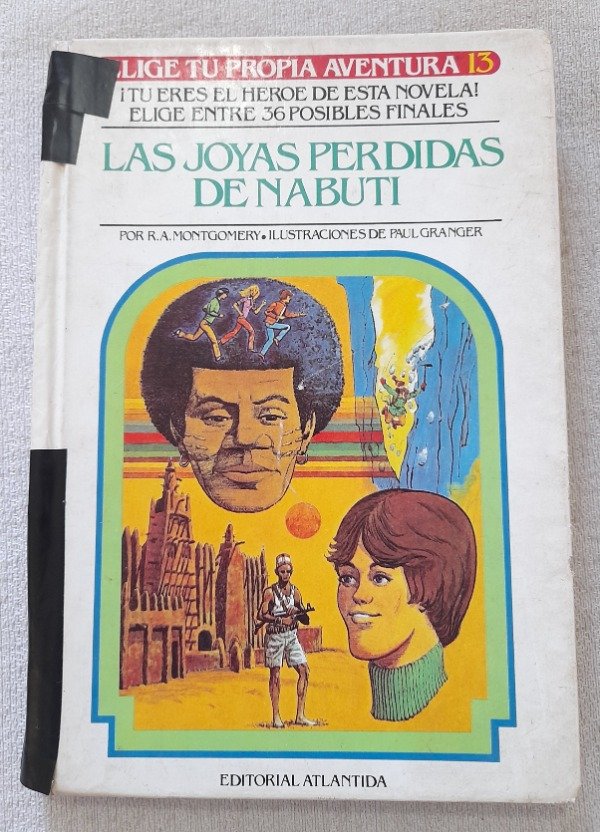 ELIGE TU PROPIA AVENTURA 13
¡TU ERES EL HEROE DE ESTA NOVELA!
ELIGE ENTRE 36 POSIBLES FINALES
LAS JOYAS PERDIDAS
DE NABUTI
POR R.A. MONTGOMERY • ILUSTRACIONES DE PAUL GRANGER
EDITORIAL ATLANTIDA